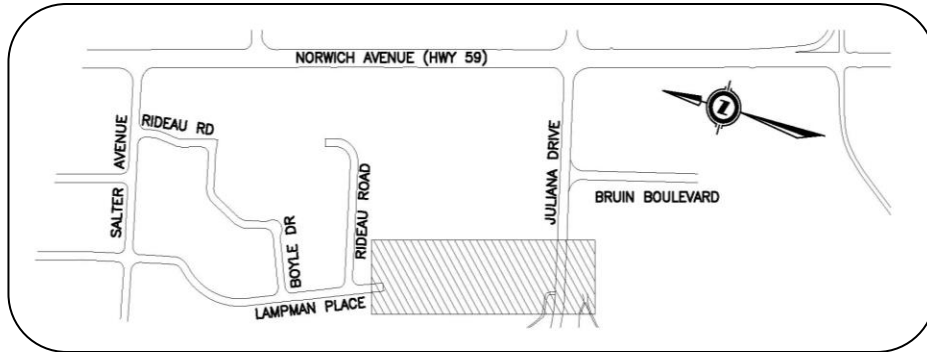 NORWICH AVENUE (HWY 59)
RIDEAU RD
SALTER AVENUE
BOYLE DR
RIDEAU ROAD
LAMPMAN PLACE
JULIANA DRIVE
BRUIN BOULEVARD
N